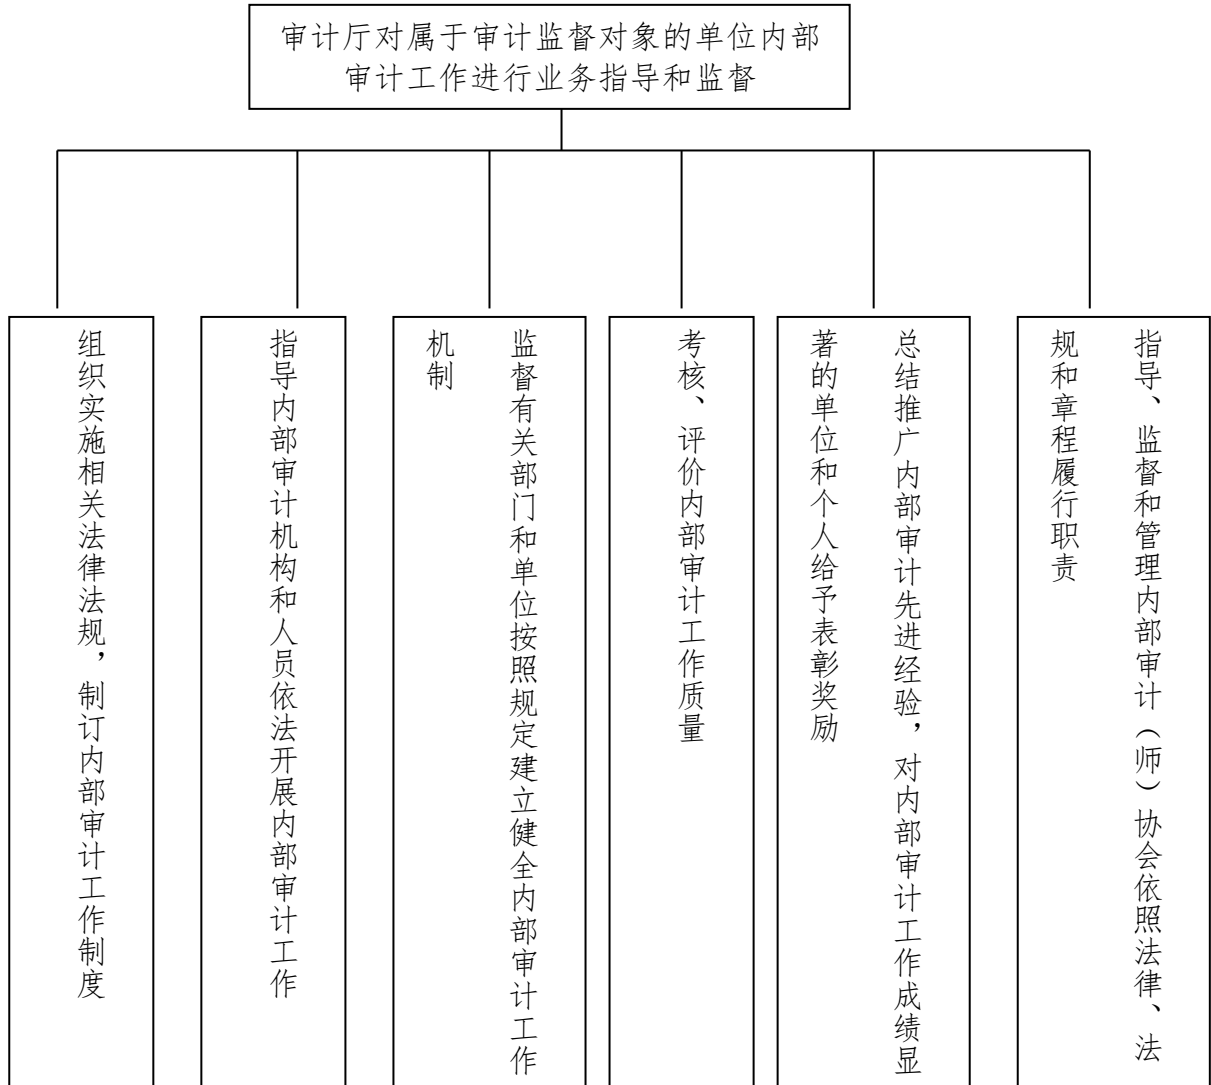 审计厅对属于审计监督对象的单位内部
审计工作进行业务指导和监督
组织实施相关法律法规，制订内部审计工作制度
指导内部审计机构和人员依法开展内部审计工作
监督有关部门和单位按照规定建立健全内部审计工作
机制
考核、评价内部审计工作质量
总结推广内部审计先进经验，对内部审计工作成绩显
著的单位和个人给予表彰奖励
指导、监督和管理内部审计（师）协会依照法律、法
规和章程履行职责